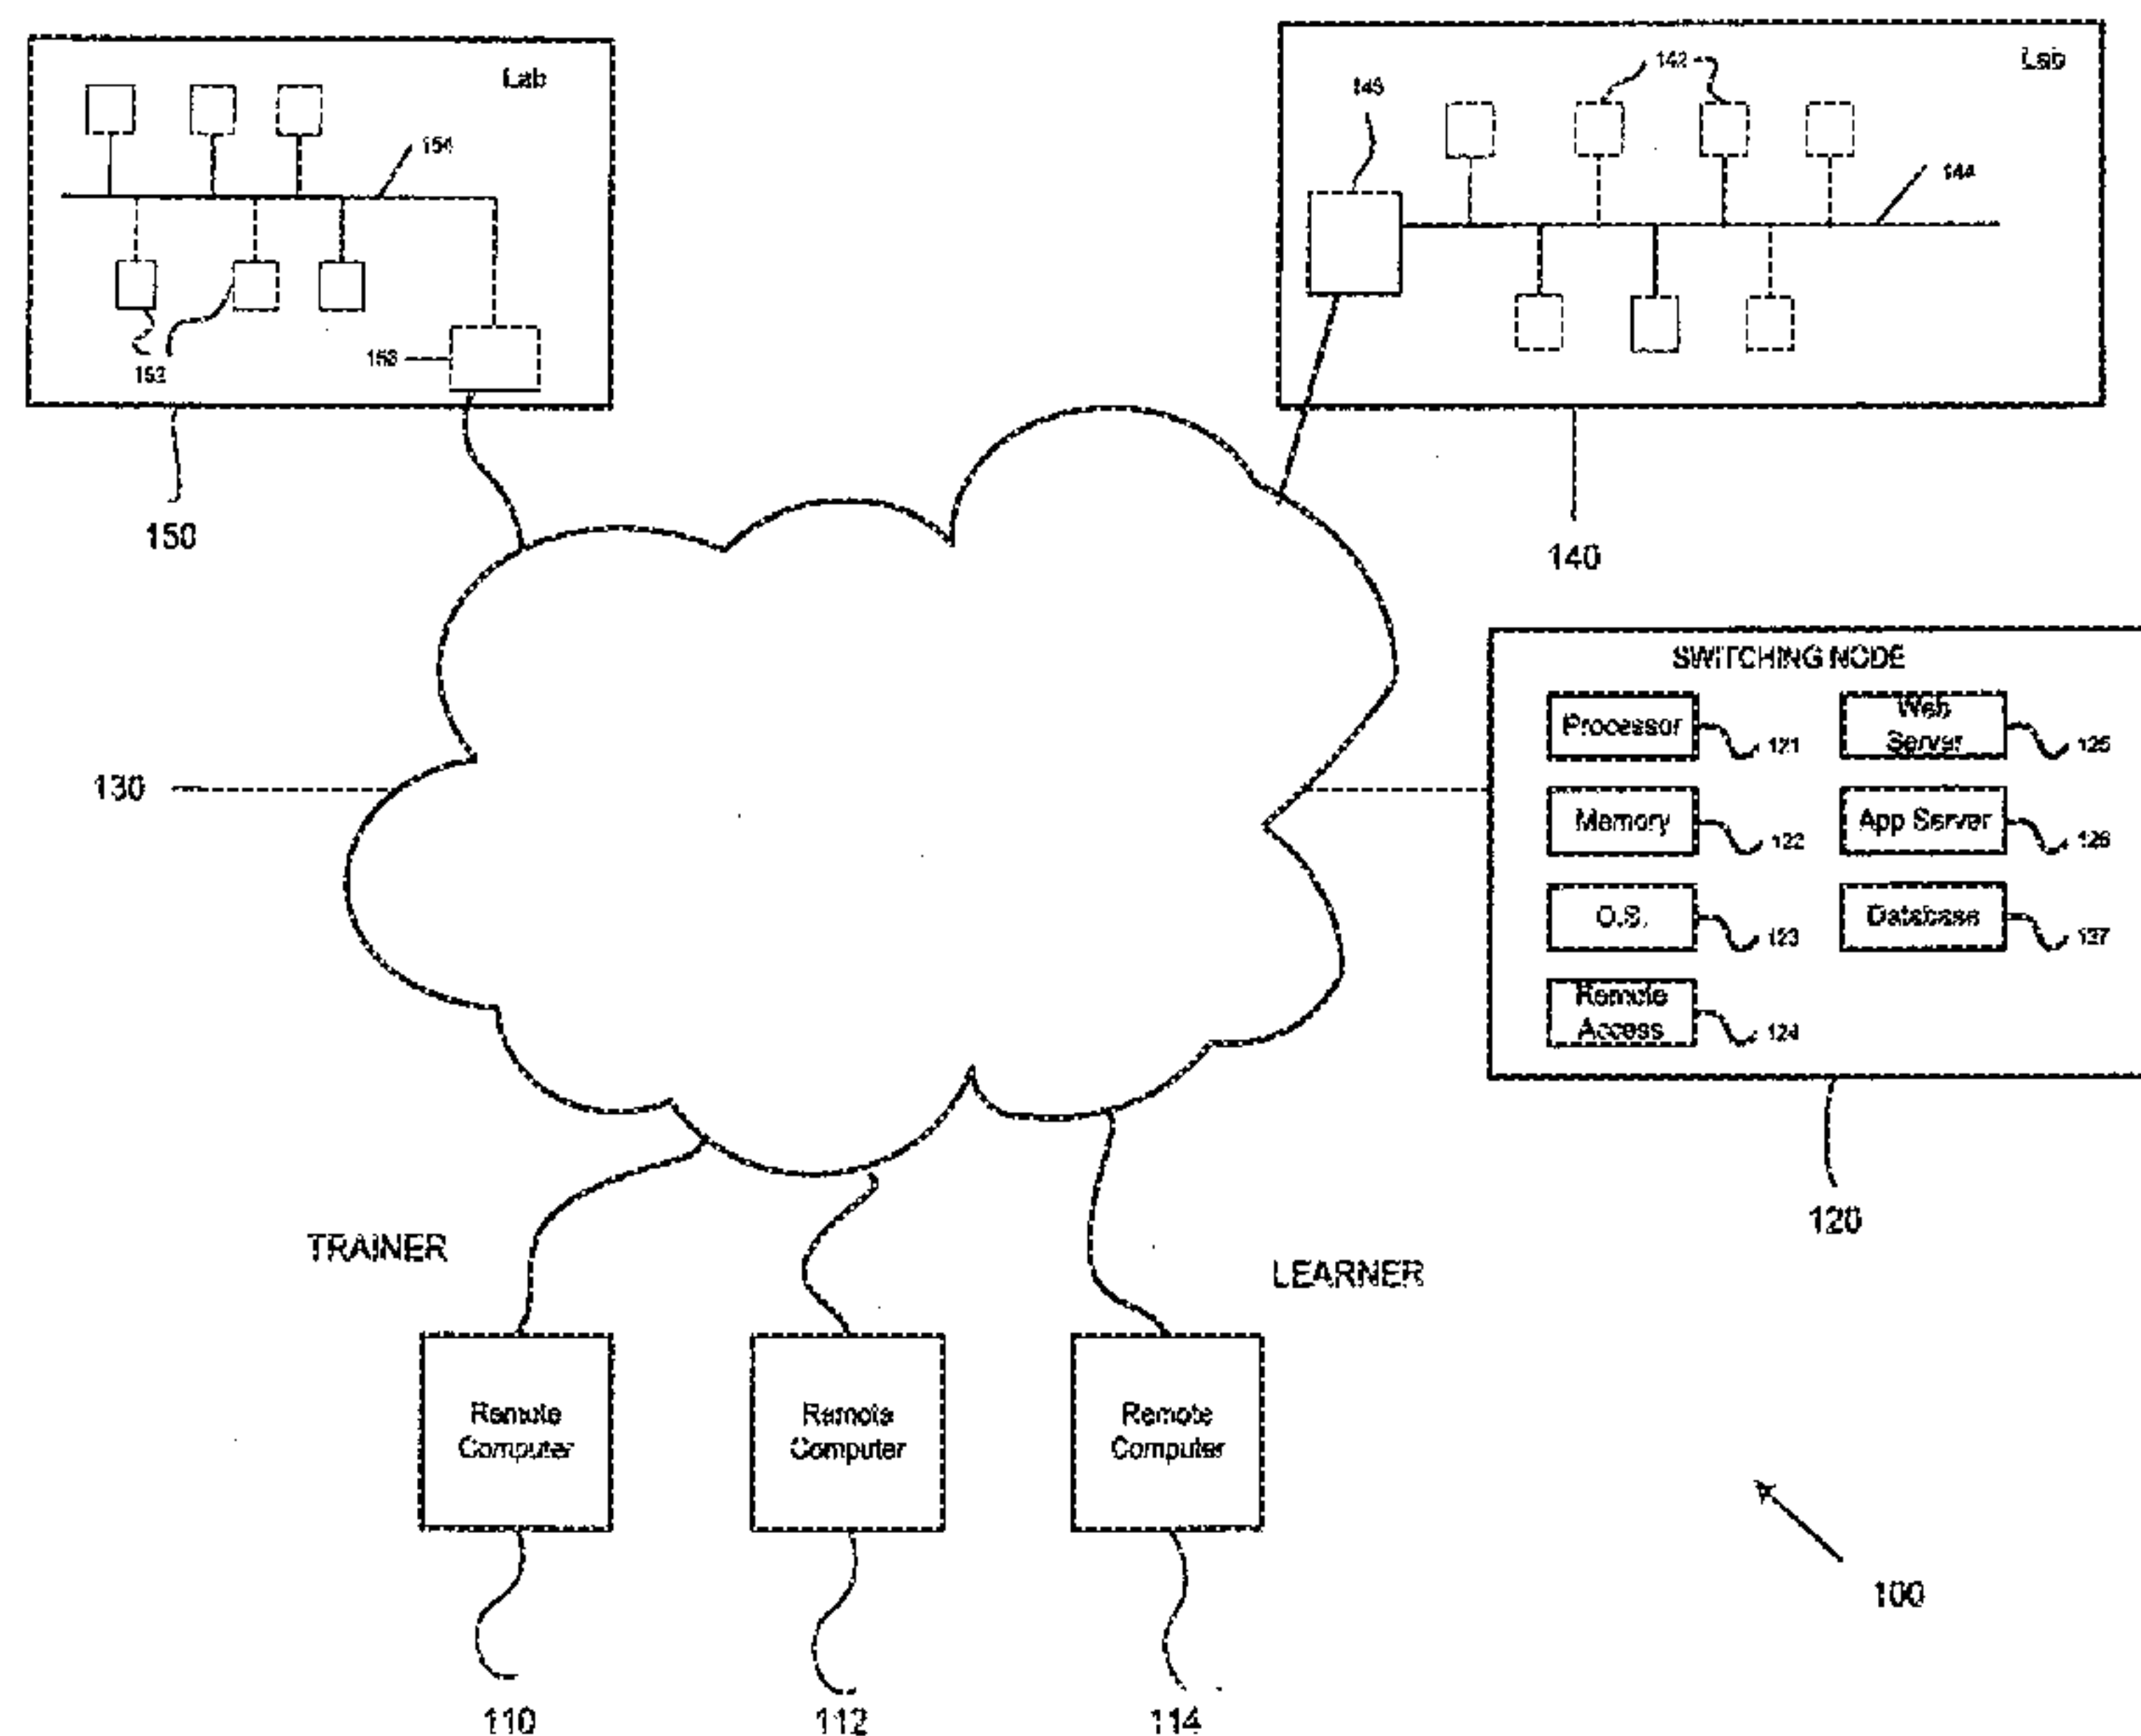 Lab
154
152
153
150
Lab
142
145
144
140
130
SWITCHING NODE
Processor
121
Web
Server
125
Memory
122
App Server
126
O.S.
123
Database
127
Remote
Access
124
120
TRAINER
LEARNER
Remote
Computer
Remote
Computer
Remote
Computer
110
112
114
100